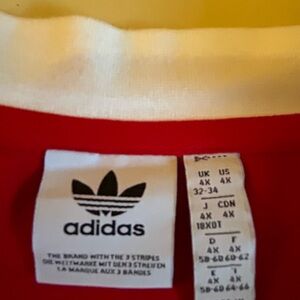 adidas
THE BRAND WITH THE 3 STRIPES
DIE WELTMARKE MIT DEN 3 STREIFEN
LA MARQUE AUX 3 BANDES
UK US
4X 4X
32-34
J CDN
4X 4X
18XOT
D F
4X 4X
58-60 60-62
E I
4X 4X
58-60 64-66